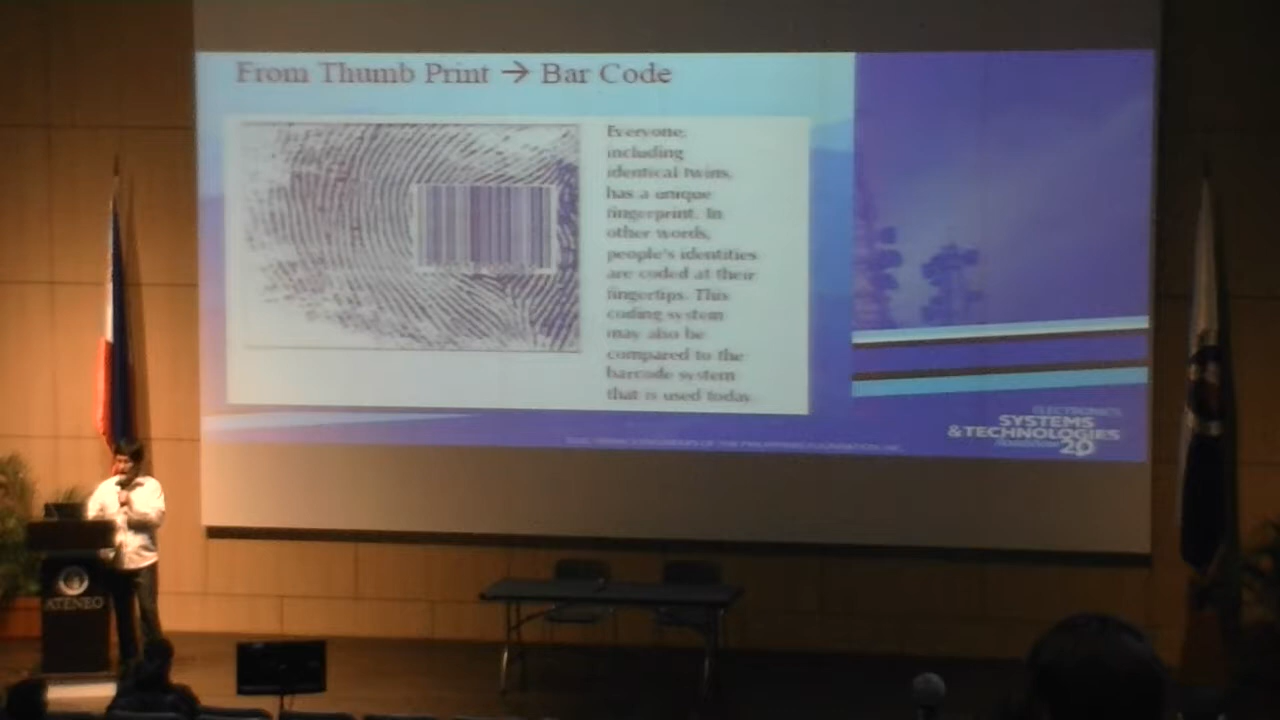 From Thumb Print → Bar Code
Everyone,
including
identical twins,
has a unique
fingerprint. In
other words,
people's identities
are coded at their
fingertips. This
coding system
may also be
compared to the
barcode system
that is used today.
ELECTRONICS
SYSTEMS
& TECHNOLOGIES
20
ATENEO